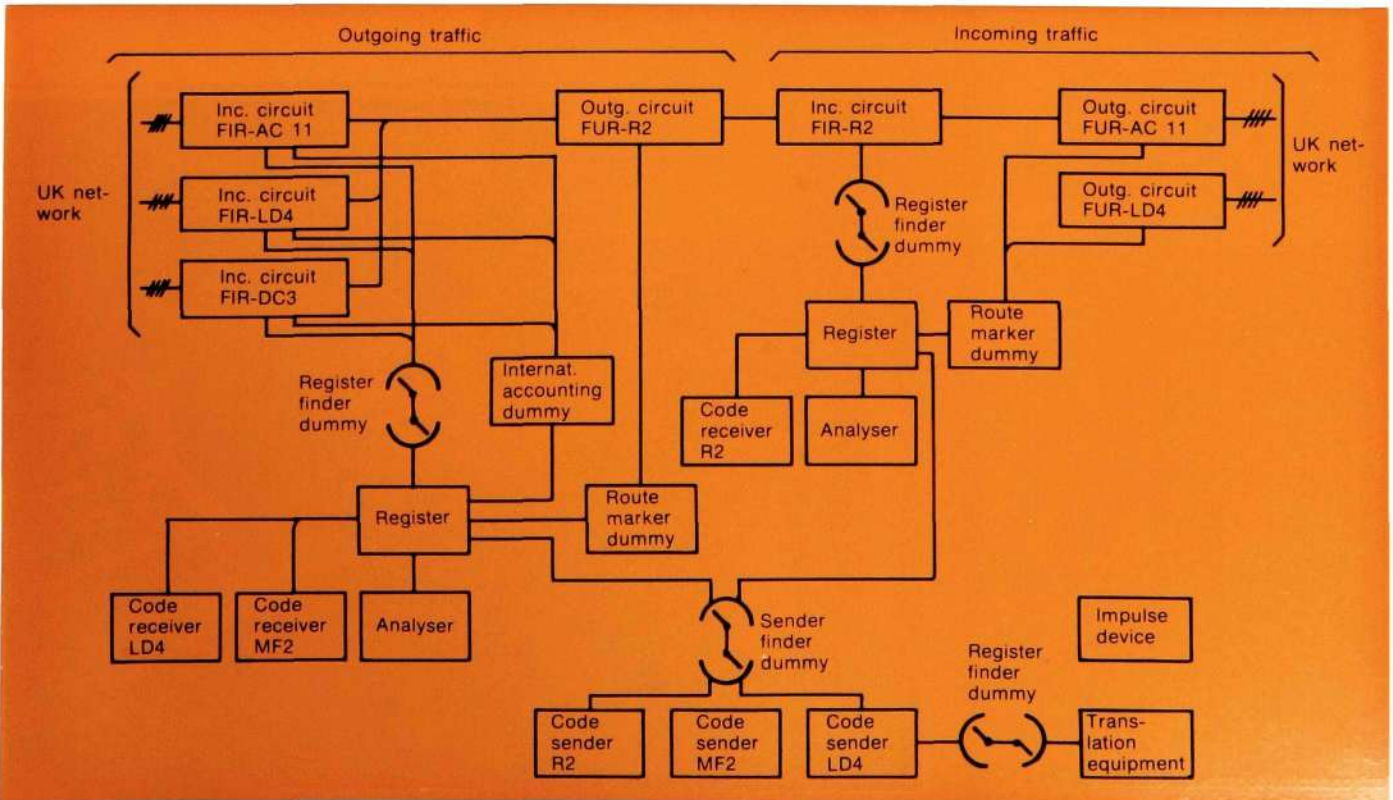 Outgoing traffic
Incoming traffic
Inc. circuit
FIR-AC 11
Outg. circuit
FUR-R2
Inc. circuit
FIR-R2
Outg. circuit
FUR-AC 11
UK net-
work
Inc. circuit
FIR-LD4
Register
finder
dummy
Outg. circuit
FUR-LD4
UK net-
work
Inc. circuit
FIR-DC3
Register
Route
marker
dummy
Register
finder
dummy
Internat.
accounting
dummy
Code
receiver
R2
Analyser
Register
Route
marker
dummy
Code
receiver
LD4
Code
receiver
MF2
Analyser
Sender
finder
dummy
Impulse
device
Register
finder
dummy
Code
sender
R2
Code
sender
MF2
Code
sender
LD4
Trans-
lation
equipment